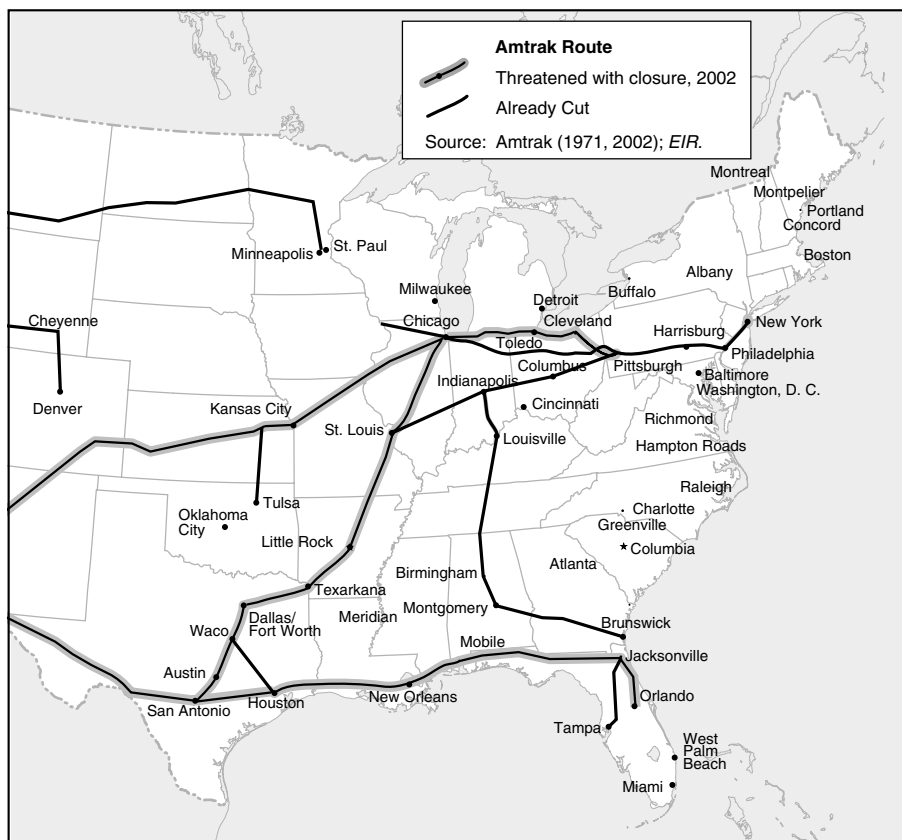 Amtrak Route
Threatened with closure, 2002
Already Cut
Source: Amtrak (1971, 2002); EIR.
Montreal
Montpelier
Portland
Concord
Boston
Minneapolis
St. Paul
Albany
Buffalo
Milwaukee
Detroit
Cheyenne
Chicago
Cleveland
New York
Toledo
Harrisburg
Philadelphia
Pittsburgh
Columbus
Baltimore
Indianapolis
Washington, D. C.
Denver
Kansas City
Cincinnati
Richmond
St. Louis
Louisville
Hampton Roads
Raleigh
Tulsa
Oklahoma
City
Charlotte
Greenville
Little Rock
Columbia
Atlanta
Birmingham
Texarkana
Montgomery
Meridian
Dallas/
Fort Worth
Waco
Brunswick
Mobile
Jacksonville
Austin
New Orleans
Orlando
San Antonio
Houston
Tampa
West
Palm
Beach
Miami